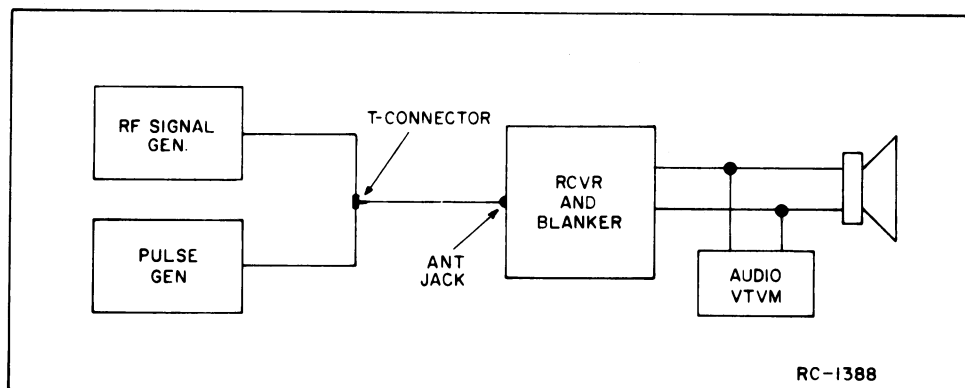 RF SIGNAL
GEN.
T-CONNECTOR
PULSE
GEN
ANT
JACK
RCVR
AND
BLANKER
AUDIO
VTVM
RC-1388